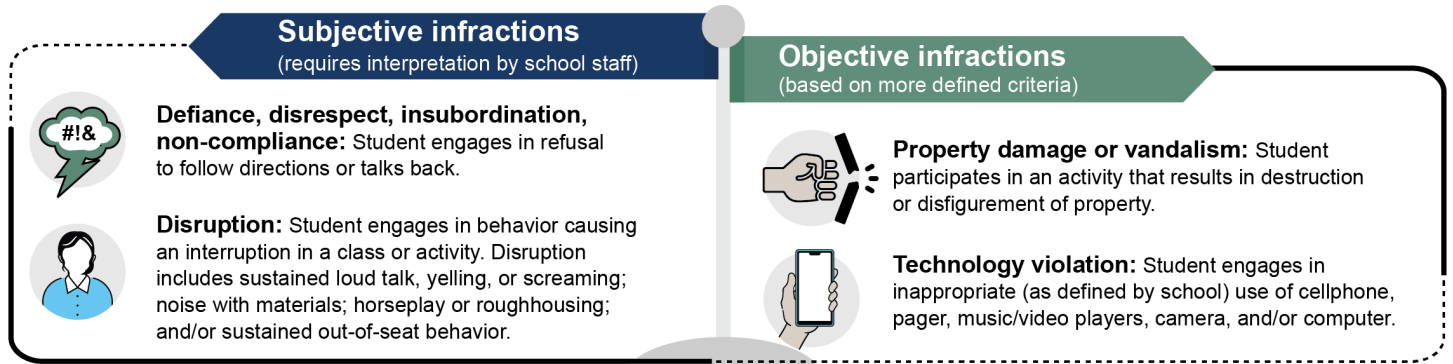 Subjective infractions
(requires interpretation by school staff)
#!&
Defiance, disrespect, insubordination,
non-compliance: Student engages in refusal
to follow directions or talks back.
Disruption: Student engages in behavior causing
an interruption in a class or activity. Disruption
includes sustained loud talk, yelling, or screaming;
noise with materials; horseplay or roughhousing;
and/or sustained out-of-seat behavior.
Objective infractions
(based on more defined criteria)
Property damage or vandalism: Student
participates in an activity that results in destruction
or disfigurement of property.
Technology violation: Student engages in
inappropriate (as defined by school) use of cellphone,
pager, music/video players, camera, and/or computer.